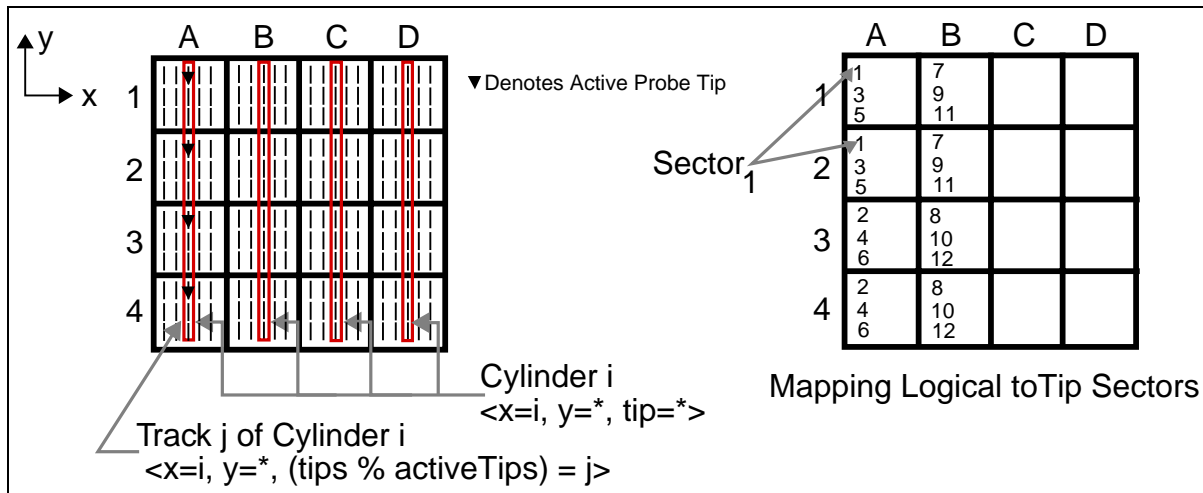 y
x
A B C D
1
2
3
4
Denotes Active Probe Tip
Cylinder i
<x=i, y=*, tip=*>
Track j of Cylinder i
<x=i, y=*, (tips % activeTips) = j>
A B C D
1
1 7
3 9
5 11
2
1 7
3 9
5 11
3
2 8
4 10
6 12
4
2 8
4 10
6 12
Sector1
Mapping Logical toTip Sectors